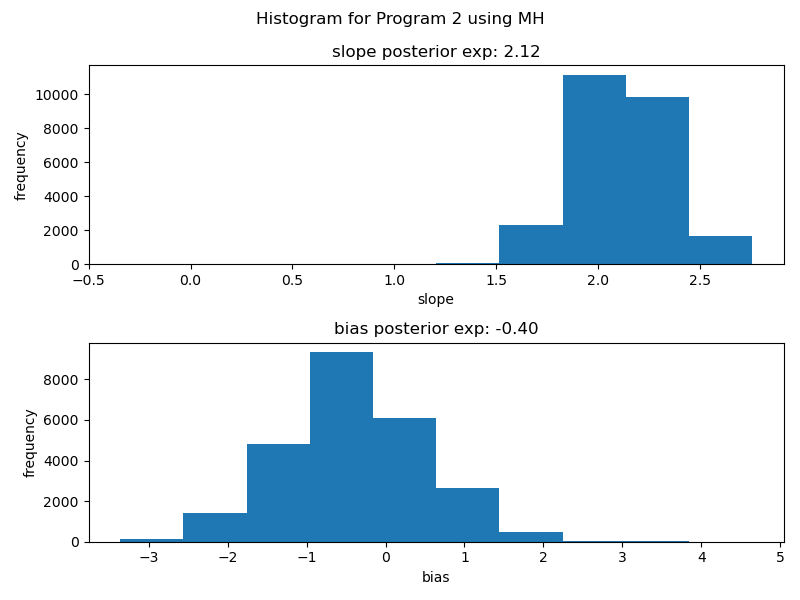 Histogram for Program 2 using MH
slope posterior exp: 2.12
frequency
10000
8000
6000
4000
2000
0
−0.5 0.0 0.5 1.0 1.5 2.0 2.5
slope
bias posterior exp: -0.40
frequency
8000
6000
4000
2000
0
−3 −2 −1 0 1 2 3 4 5
bias